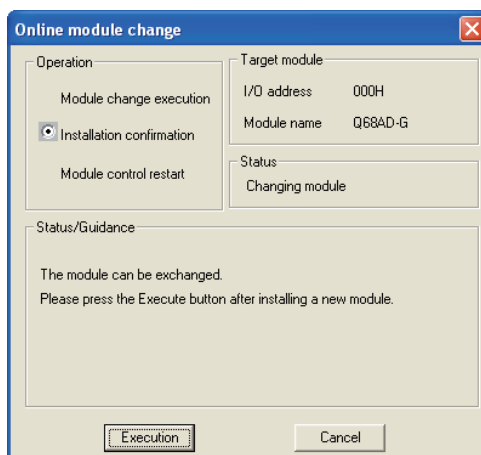 Online module change
Operation
Module change execution
Installation confirmation
Module control restart
Target module
I/O address 000H
Module name Q68AD-G
Status
Changing module
Status/Guidance
The module can be exchanged.
Please press the Execute button after installing a new module.
Execution Cancel